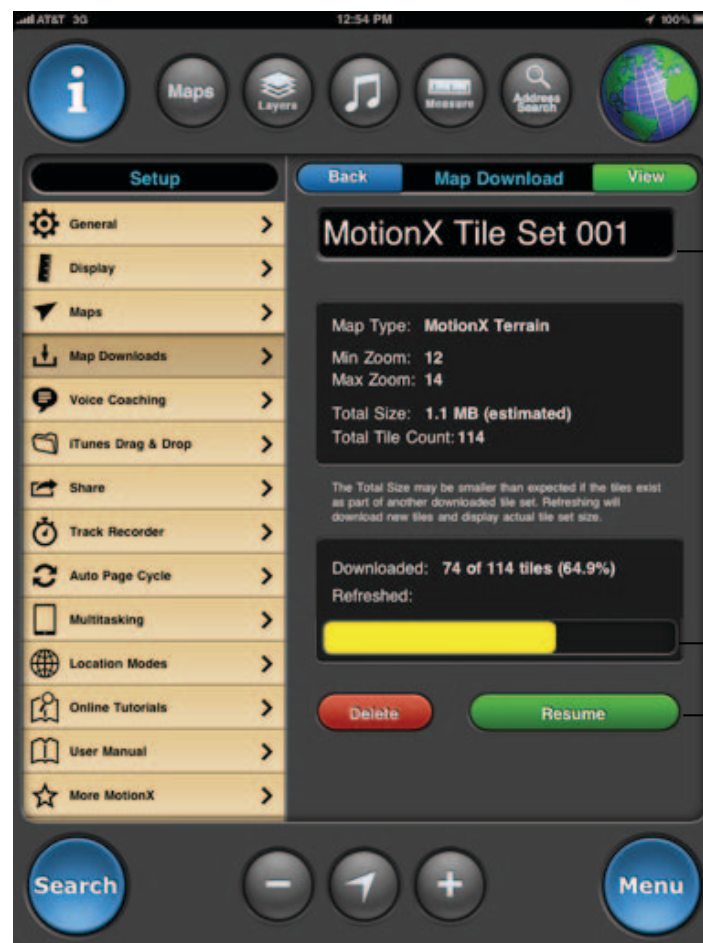 AT&T 3G 12:54 PM 100%
Maps
Layers
Measure
Address
Search
Setup
Back Map Download View
General
Display
Maps
Map Downloads
Voice Coaching
iTunes Drag & Drop
Share
Track Recorder
Auto Page Cycle
Multitasking
Location Modes
Online Tutorials
User Manual
More MotionX
MotionX Tile Set 001
Map Type: MotionX Terrain
Min Zoom: 12
Max Zoom: 14
Total Size: 1.1 MB (estimated)
Total Tile Count: 114
The Total Size may be smaller than expected if the tiles exist
as part of another downloaded tile set. Refreshing will
download new tiles and display actual tile set size.
Downloaded: 74 of 114 tiles (64.9%)
Refreshed:
Delete Resume
Search
Menu